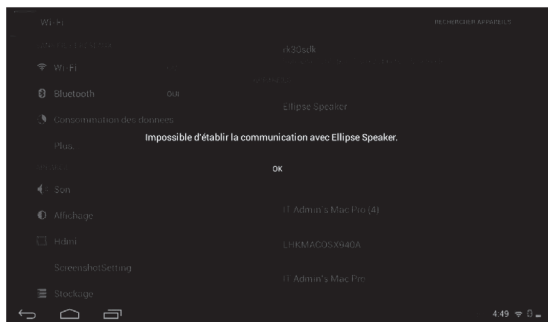 Wi-Fi
RECHERCHER APPAREILS
rk30sdk
Wi-Fi
Bluetooth
OUI
Ellipse Speaker
Consommation des données
Impossible d'établir la communication avec Ellipse Speaker.
Plus...
OK
Son
IT Admin's Mac Pro (4)
Affichage
LHKMACOSX940A
Hdmi
ScreenshotSetting
IT Admin's Mac Pro
Stockage
4:49